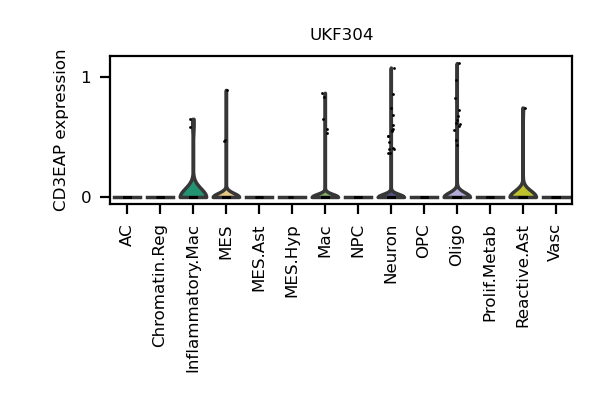 UKF304
CD3EAP expression
1
0
AC
Chromatin.Reg
Inflammatory.Mac
MES
MES.Ast
MES.Hyp
Mac
NPC
Neuron
OPC
Oligo
Prolif.Metab
Reactive.Ast
Vasc